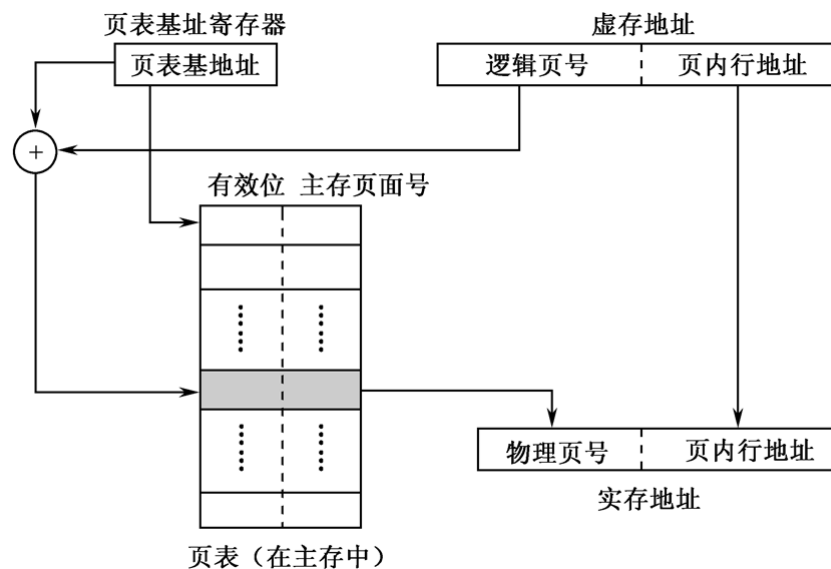 页表基址寄存器
虚存地址
页表基地址
逻辑页号
页内行地址
+
有效位
主存页面号
物理页号
页内行地址
实存地址
页表（在主存中）